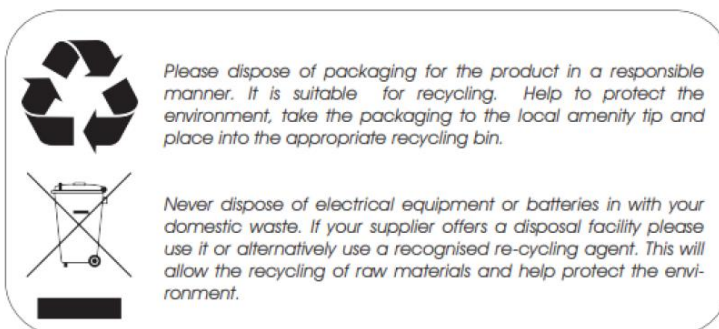 Please dispose of packaging for the product in a responsible
manner. It is suitable for recycling. Help to protect the
environment, take the packaging to the local amenity tip and
place into the appropriate recycling bin.
Never dispose of electrical equipment or batteries in with your
domestic waste. If your supplier offers a disposal facility please
use it or alternatively use a recognised re-cycling agent. This will
allow the recycling of raw materials and help protect the envi-
ronment.